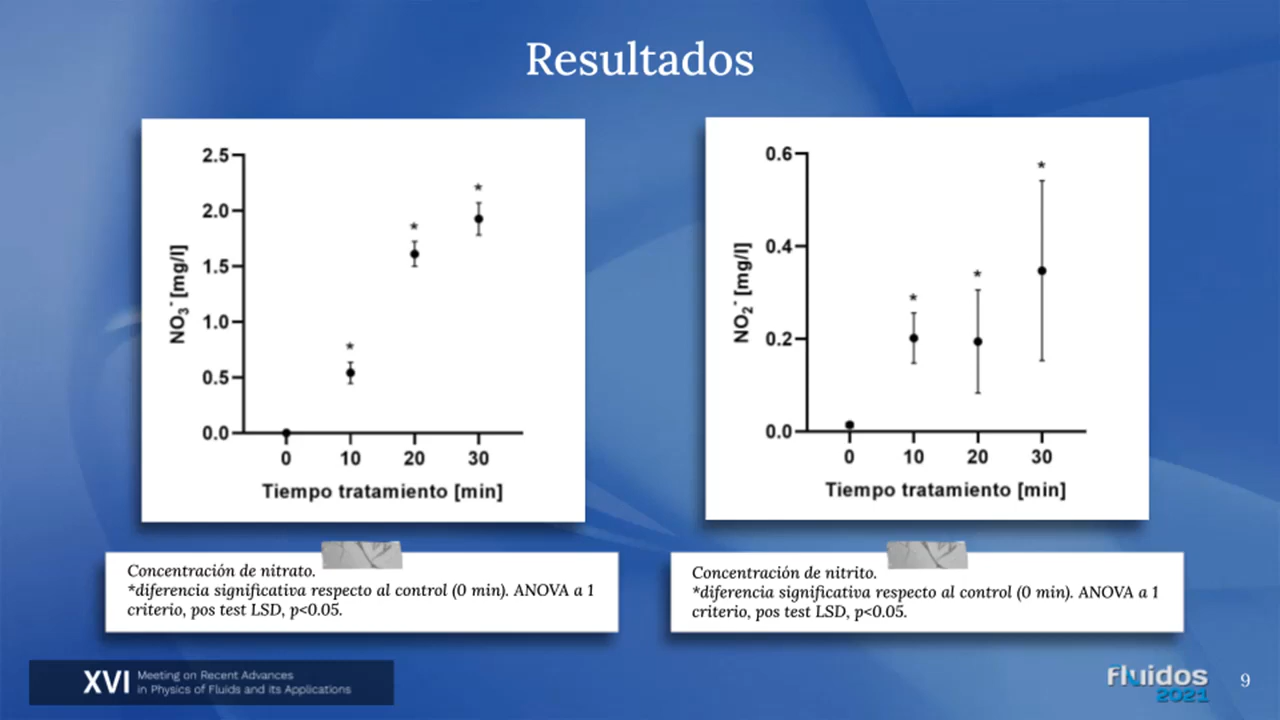 Resultados
2.5
2.0
1.5
1.0
0.5
0.0
NO₃⁻ [mg/l]
0 10 20 30
Tiempo tratamiento [min]
0.6
0.4
0.2
0.0
NO₂⁻ [mg/l]
0 10 20 30
Tiempo tratamiento [min]
* * *
* * *
Concentración de nitrato.
*diferencia significativa respecto al control (0 min). ANOVA a 1
criterio, pos test LSD, p<0.05.
Concentración de nitrito.
*diferencia significativa respecto al control (0 min). ANOVA a 1
criterio, pos test LSD, p<0.05.
XVI
Meeting on Recent Advances
in Physics of Fluids and its Applications
fluidos
2021
9